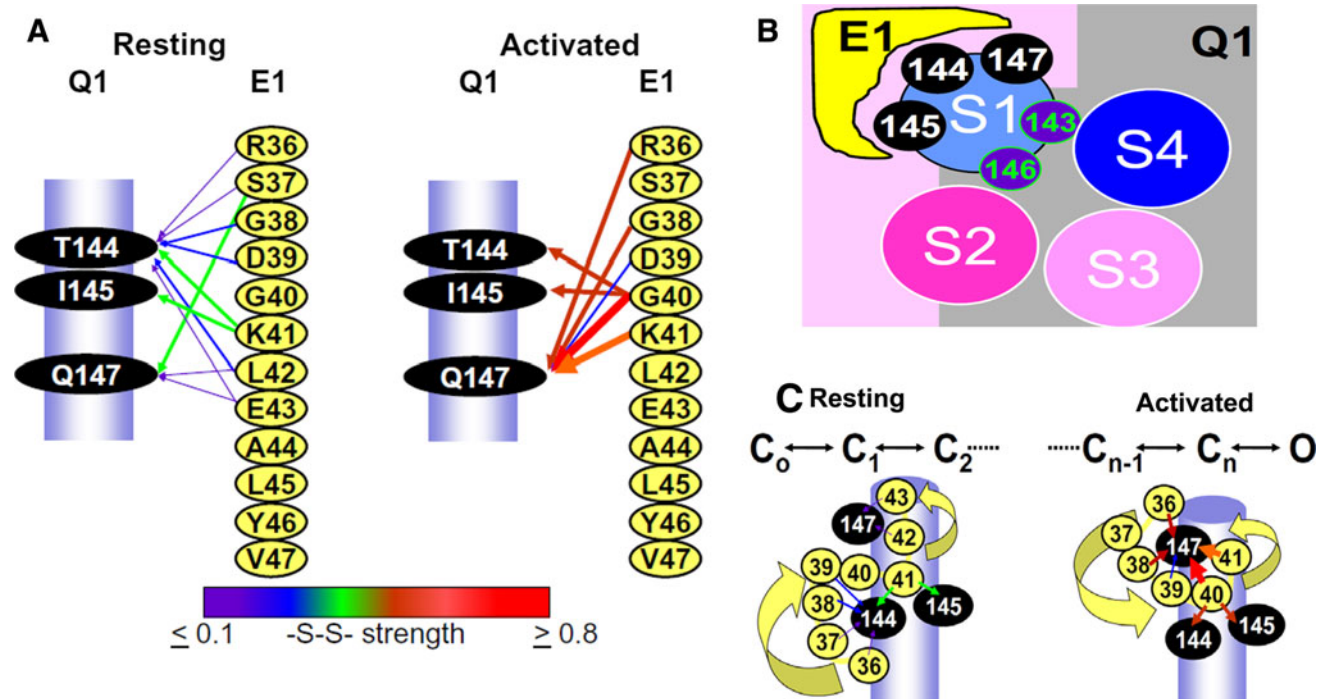 A
Resting
Activated
Q1 E1 Q1 E1
R36
S37
G38
D39
G40
K41
L42
E43
A44
L45
Y46
V47
T144
I145
Q147
R36
S37
G38
D39
G40
K41
L42
E43
A44
L45
Y46
V47
T144
I145
Q147
≤ 0.1 -S-S- strength ≥ 0.8
B
E1 Q1
144 147
145 S1 143
146
S4
S2 S3
C Resting Activated
Co C1 C2 ......
...... Cn-1 Cn O
43
147
42
39 40 41
38 144 145
37
36
36
37
147 41
38
39 40
144 145